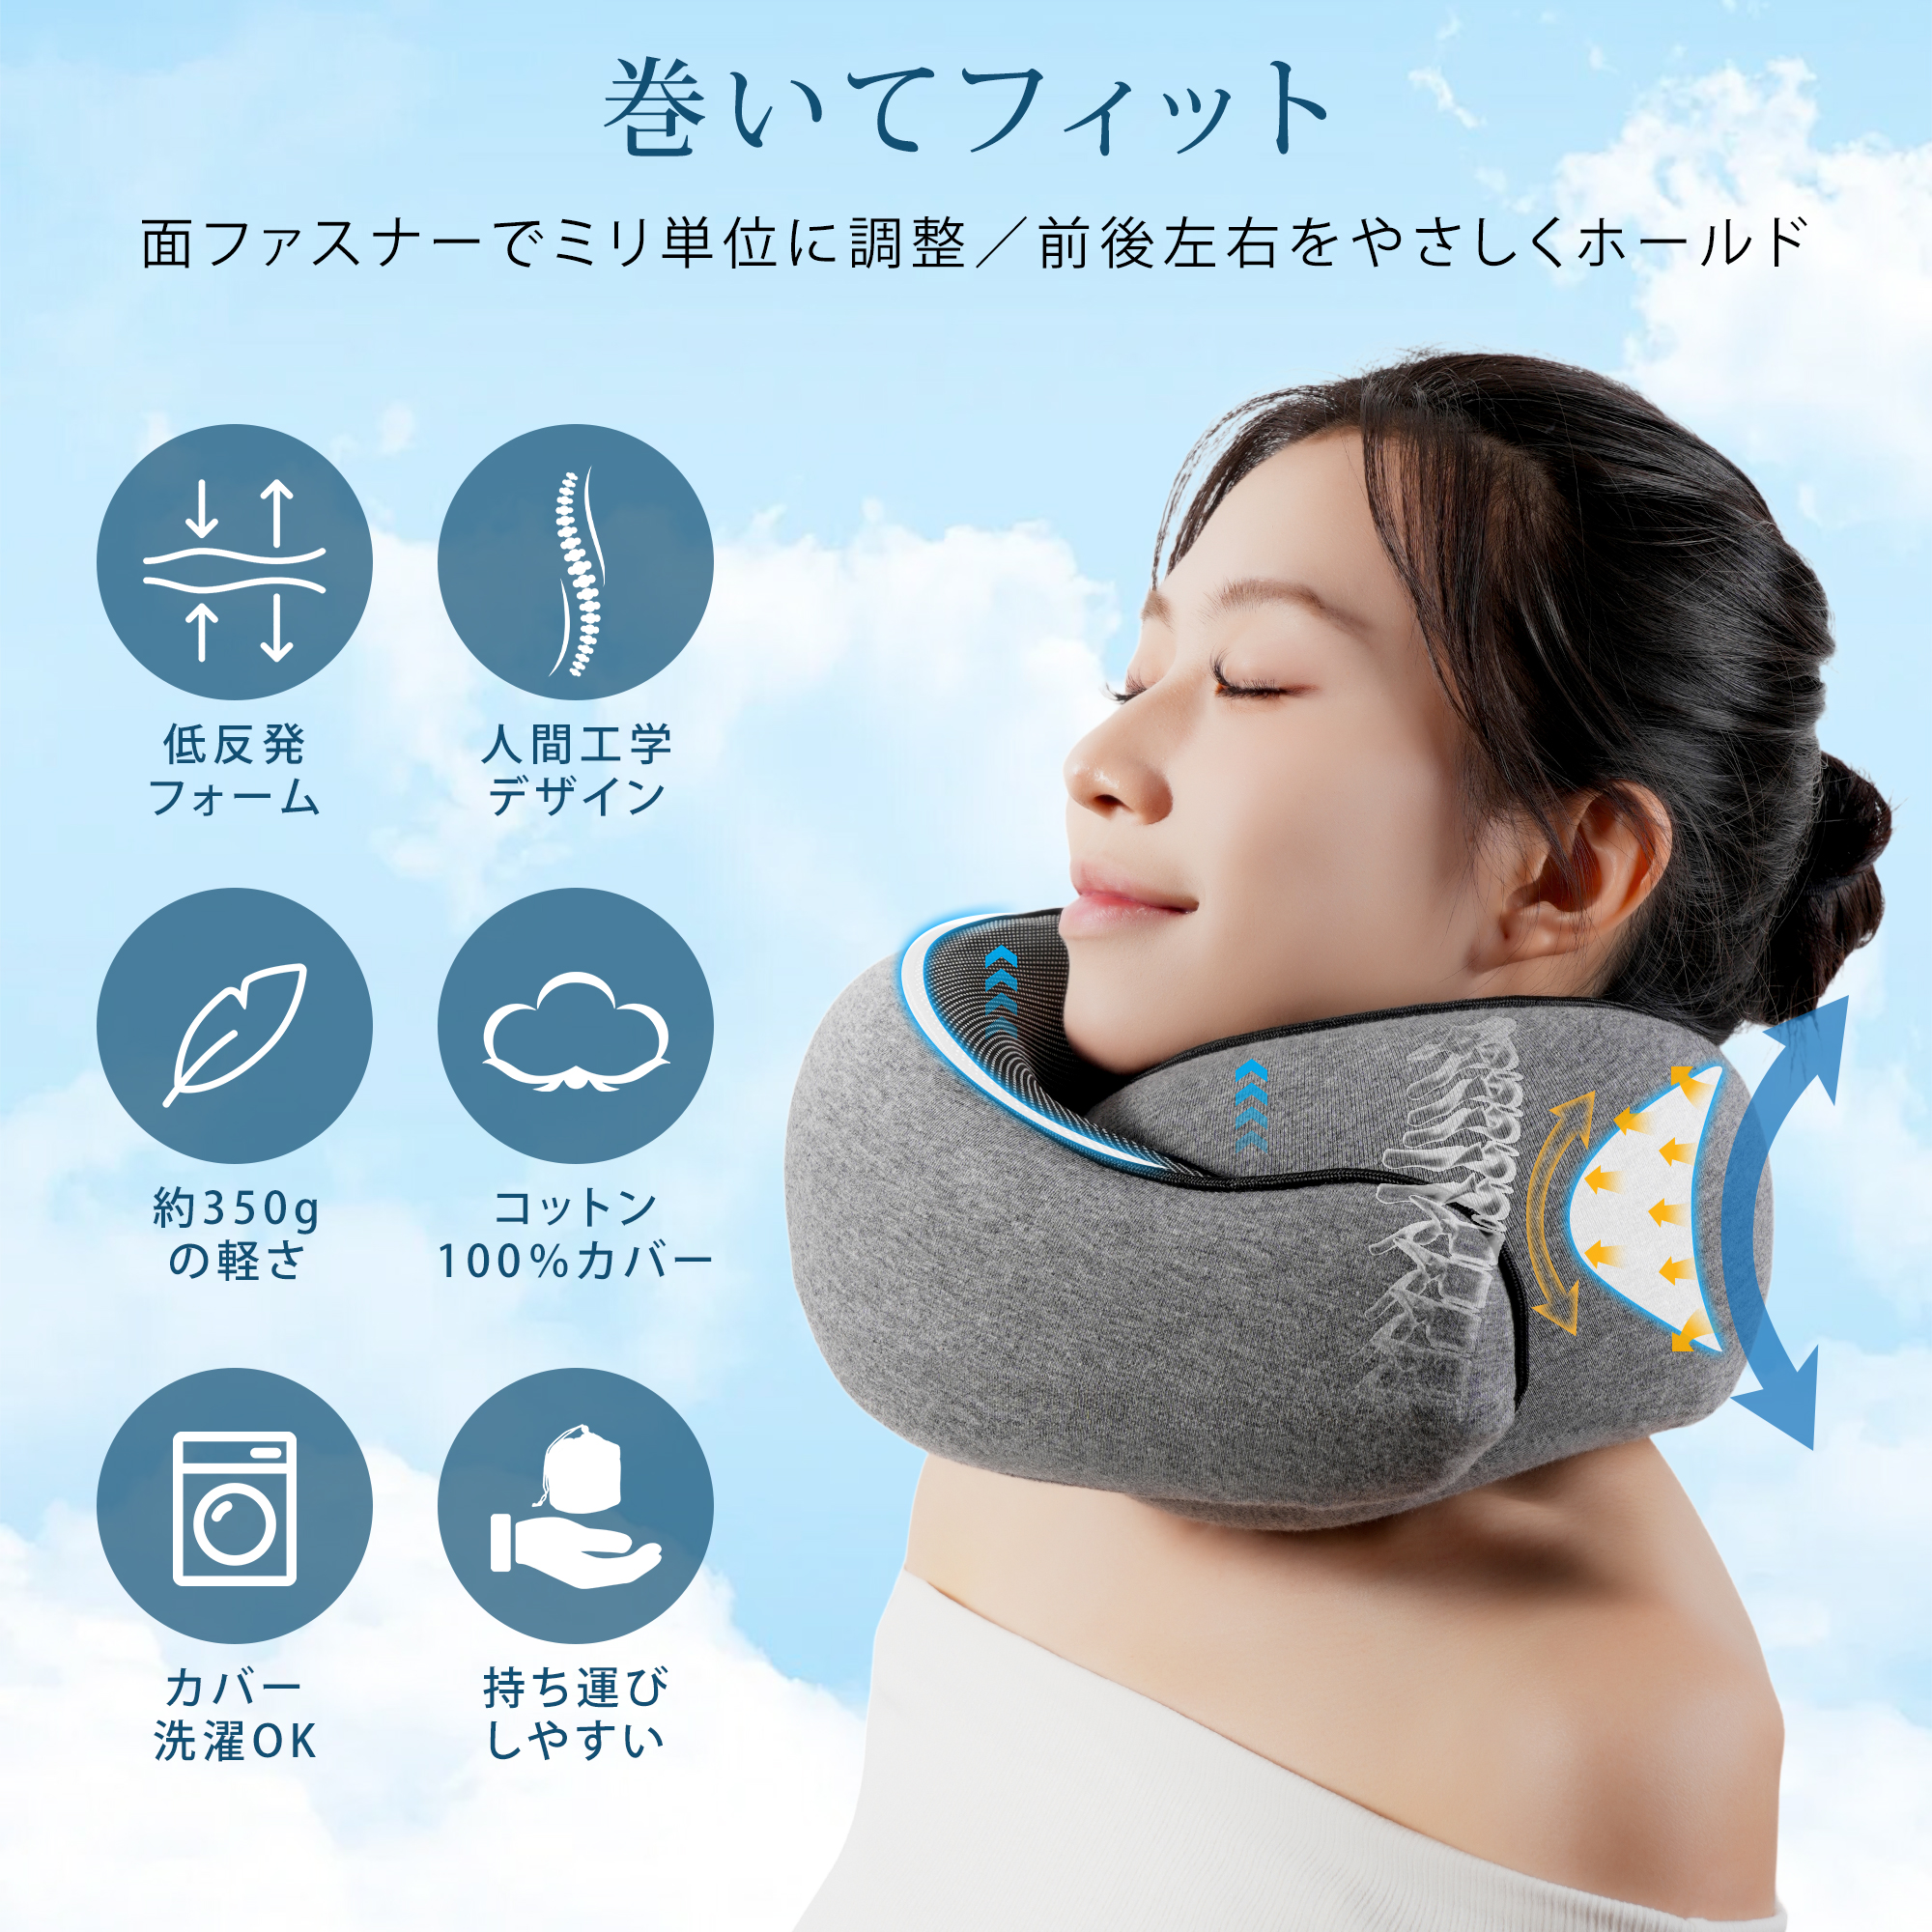 巻いてフィット
面ファスナーでミリ単位に調整／前後左右をやさしくホールド
低反発
フォーム
人間工学
デザイン
約350g
の軽さ
コットン
100%カバー
カバー
洗濯OK
持ち運び
しやすい